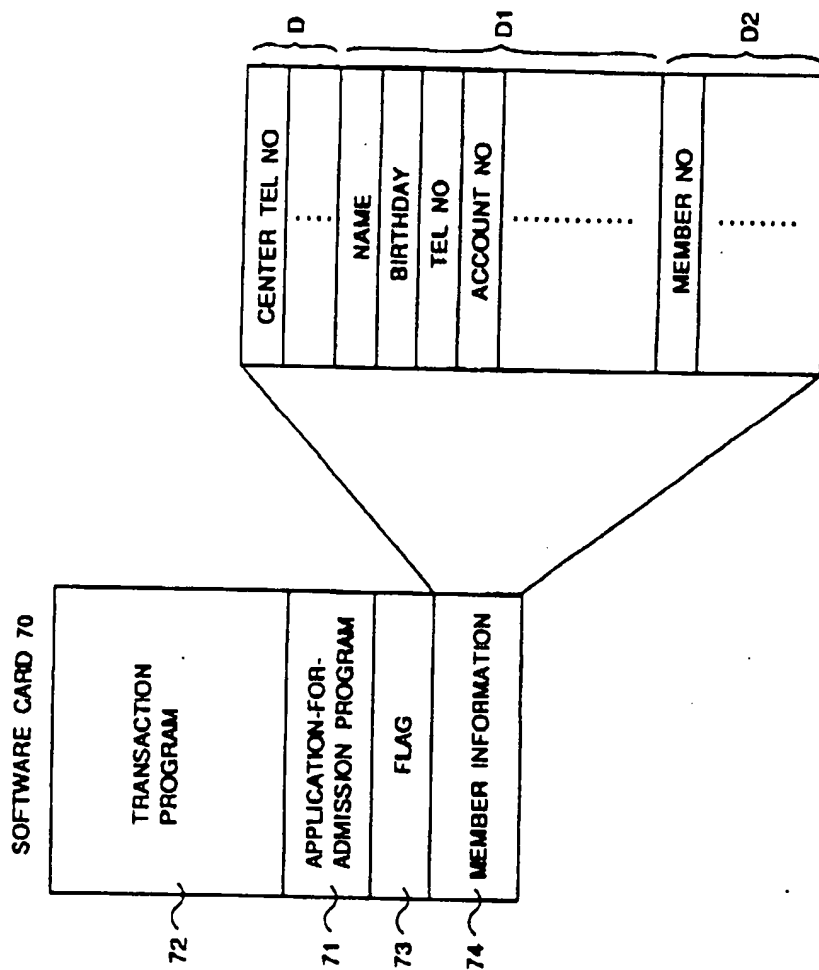 SOFTWARE CARD 70
72
TRANSACTION
PROGRAM
71
APPLICATION-FOR-
ADMISSION PROGRAM
73
FLAG
74
MEMBER INFORMATION
CENTER TEL NO
......
NAME
BIRTHDAY
TEL NO
ACCOUNT NO
..............
MEMBER NO
.........
D
D1
D2